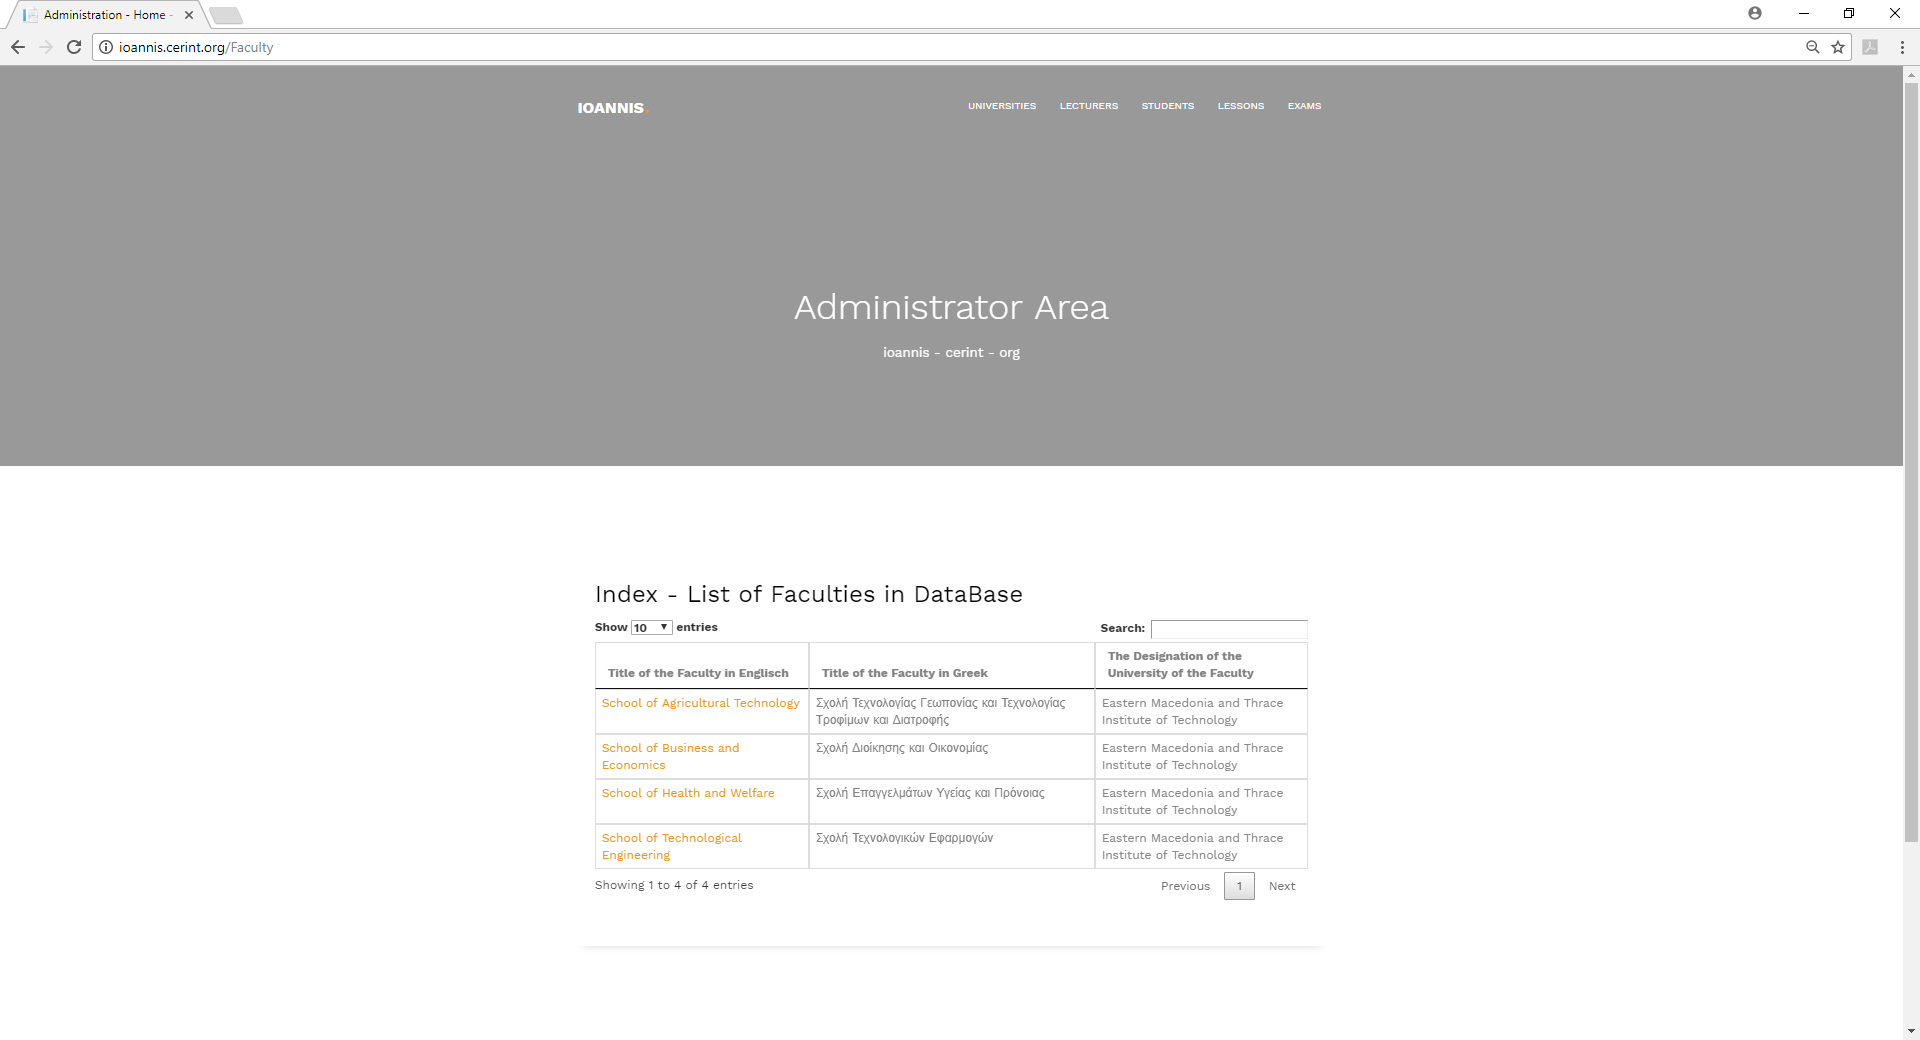 Administration - Home -
ioannis.cerint.org/Faculty
IOANNIS.
UNIVERSITIES LECTURERS STUDENTS LESSONS EXAMS
Administrator Area
ioannis - cerint - org
Index - List of Faculties in DataBase
Show 10 entries
Search:
Title of the Faculty in Englisch
Title of the Faculty in Greek
The Designation of the
University of the Faculty
School of Agricultural Technology
Σχολή Τεχνολογίας Γεωπονίας και Τεχνολογίας
Τροφίμων και Διατροφής
Eastern Macedonia and Thrace
Institute of Technology
School of Business and
Economics
Σχολή Διοίκησης και Οικονομίας
Eastern Macedonia and Thrace
Institute of Technology
School of Health and Welfare
Σχολή Επαγγελμάτων Υγείας και Πρόνοιας
Eastern Macedonia and Thrace
Institute of Technology
School of Technological
Engineering
Σχολή Τεχνολογικών Εφαρμογών
Eastern Macedonia and Thrace
Institute of Technology
Showing 1 to 4 of 4 entries
Previous 1 Next